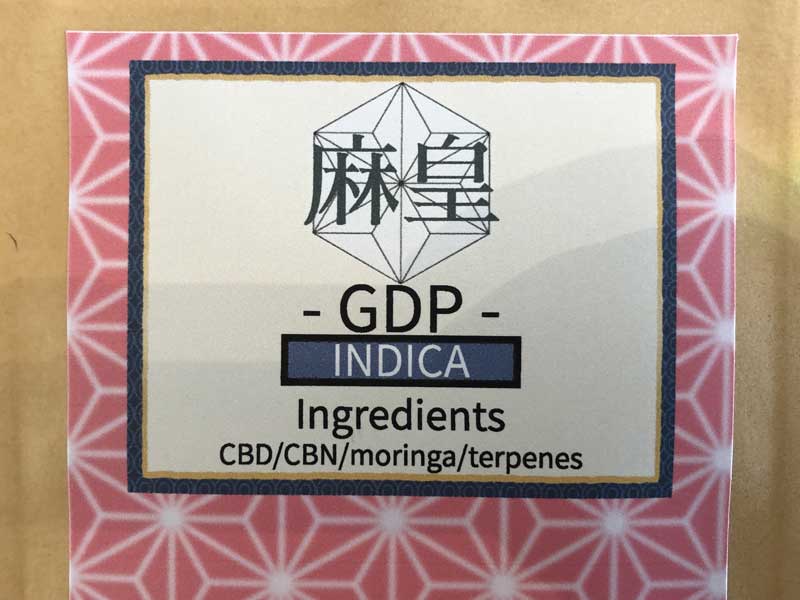 麻皇
- GDP -
INDICA
Ingredients
CBD/CBN/moringa/terpenes